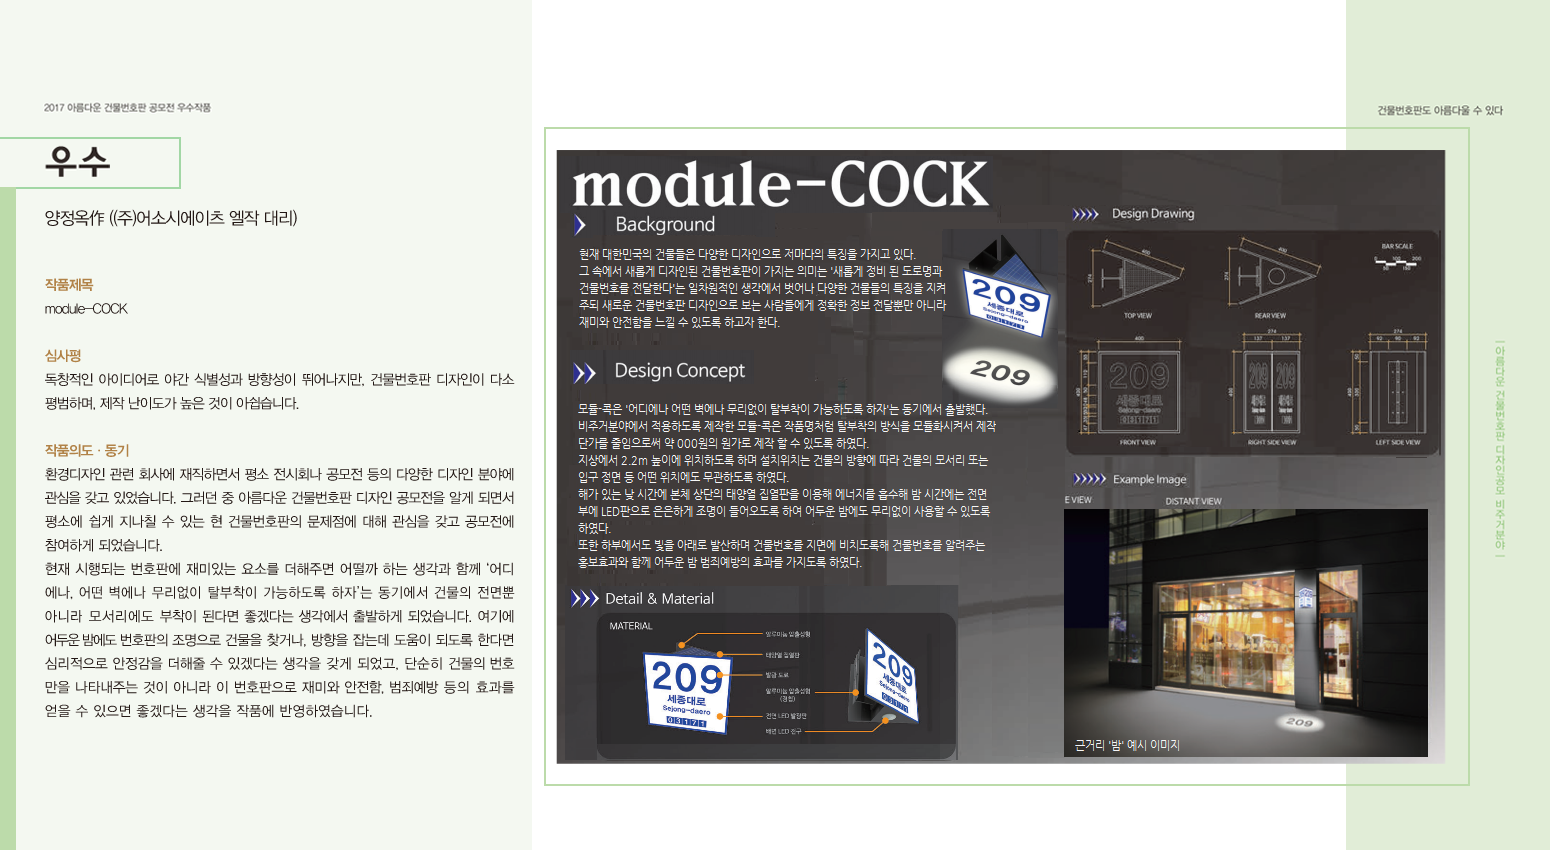 2017 아름다운 건물번호판 공모전 우수작품
우수
양정옥作 ((주)어소시에이츠 엘작 대리)
작품제목
module-COCK
심사평
독창적인 아이디어로 야간 식별성과 방향성이 뛰어나지만, 건물번호판 디자인이 다소
평범하며, 제작 난이도가 높은 것이 아쉽습니다.
작품의도 · 동기
환경디자인 관련 회사에 재직하면서 평소 전시회나 공모전 등의 다양한 디자인 분야에
관심을 갖고 있었습니다. 그러던 중 아름다운 건물번호판 디자인 공모전을 알게 되면서
평소에 쉽게 지나칠 수 있는 현 건물번호판의 문제점에 대해 관심을 갖고 공모전에
참여하게 되었습니다.
현재 시행되는 번호판에 재미있는 요소를 더해주면 어떨까 하는 생각과 함께 '어디
에나, 어떤 벽에나 무리없이 탈부착이 가능하도록 하자'는 동기에서 건물의 전면뿐
아니라 모서리에도 부착이 된다면 좋겠다는 생각에서 출발하게 되었습니다. 여기에
어두운 밤에도 번호판의 조명으로 건물을 찾거나, 방향을 잡는데 도움이 되도록 한다면
심리적으로 안정감을 더해줄 수 있겠다는 생각을 갖게 되었고, 단순히 건물의 번호
만을 나타내주는 것이 아니라 이 번호판으로 재미와 안전함, 범죄예방 등의 효과를
얻을 수 있으면 좋겠다는 생각을 작품에 반영하였습니다.
건물번호판도 아름다울 수 있다
module-COCK
Background
현재 대한민국의 건물들은 다양한 디자인으로 저마다의 특징을 가지고 있다.
그 속에서 새롭게 디자인된 건물번호판이 가지는 의미는 '새롭게 정비 된 도로명과
건물번호를 전달한다'는 일차원적인 생각에서 벗어나 다양한 건물들의 특징을 지켜
주되 새로운 건물번호판 디자인으로 보는 사람들에게 정확한 정보 전달뿐만 아니라
재미와 안전함을 느낄 수 있도록 하고자 한다.
209
세종대로
Sejong-daero
03171
209
Design Concept
모듈-콕은 '어디에나 어떤 벽에나 무리없이 탈부착이 가능하도록 하자'는 동기에서 출발했다.
비주거분야에서 적용하도록 제작한 모듈-콕은 작품명처럼 탈부착의 방식을 모듈화시켜서 제작
단가를 줄임으로써 약 000원의 원가로 제작 할 수 있도록 하였다.
지상에서 2.2m 높이에 위치하도록 하며 설치위치는 건물의 방향에 따라 건물의 모서리 또는
입구 정면 등 어떤 위치에도 무관하도록 하였다.
해가 있는 낮 시간에 본체 상단의 태양열 집열판을 이용해 에너지를 흡수해 밤 시간에는 전면
부에 LED판으로 은은하게 조명이 들어오도록 하여 어두운 밤에도 무리없이 사용할 수 있도록
하였다.
또한 하부에서도 빛을 아래로 발산하며 건물번호를 지면에 비치도록해 건물번호를 알려주는
홍보효과와 함께 어두운 밤 범죄예방의 효과를 가지도록 하였다.
Detail & Material
MATERIAL
209
세종대로
Sejong-daero
03171
알루미늄 압출성형
태양열 집열판
발광 도료
알루미늄 압출성형
전면 LED 발광판
배면 LED 전구
209
세종대로
Sejong-daero
03171
Design Drawing
BAR SCALE
0 100 200
50 150
400
274
TOP VIEW
400
274
REAR VIEW
400
209
세종대로
Sejong-daero
03171
FRONT VIEW
274
137 137
RIGHT SIDE VIEW
274
92 90 92
LEFT SIDE VIEW
Example Image
E VIEW
DISTANT VIEW
209
근거리 '밤' 예시 이미지
| 아름다운 건물번호판 디자인공모 비주거분야 |